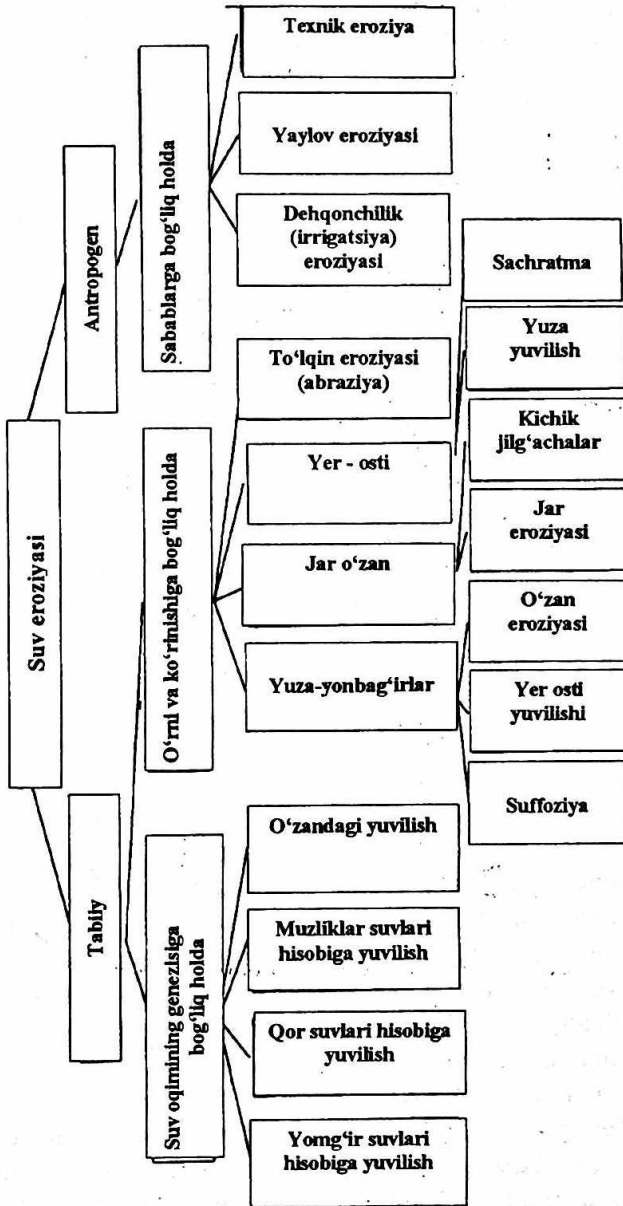 Suv eroziyasi
Antropogen
Tabiiy
Sabablarga bog‘liq holda
O‘rni va ko‘rinishiga bog‘liq holda
Suv oqimining genezisiga
bog‘liq holda
Texnik eroziya
Yaylov eroziyasi
Dehqonchilik
(irrigatsiya)
eroziyasi
To‘lqin eroziyasi
(abraziya)
Yer - osti
Jar o‘zan
Yuza-yonbag‘irlar
O‘zandagi yuvilish
Muzliklar suvlari
hisobiga yuvilish
Qor suvlari hisobiga
yuvilish
Yomg‘ir suvlari
hisobiga yuvilish
Sachratma
Yuza
yuvilish
Kichik
jilg‘achalar
Jar
eroziyasi
O‘zan
eroziyasi
Yer osti
yuvilishi
Suffoziya